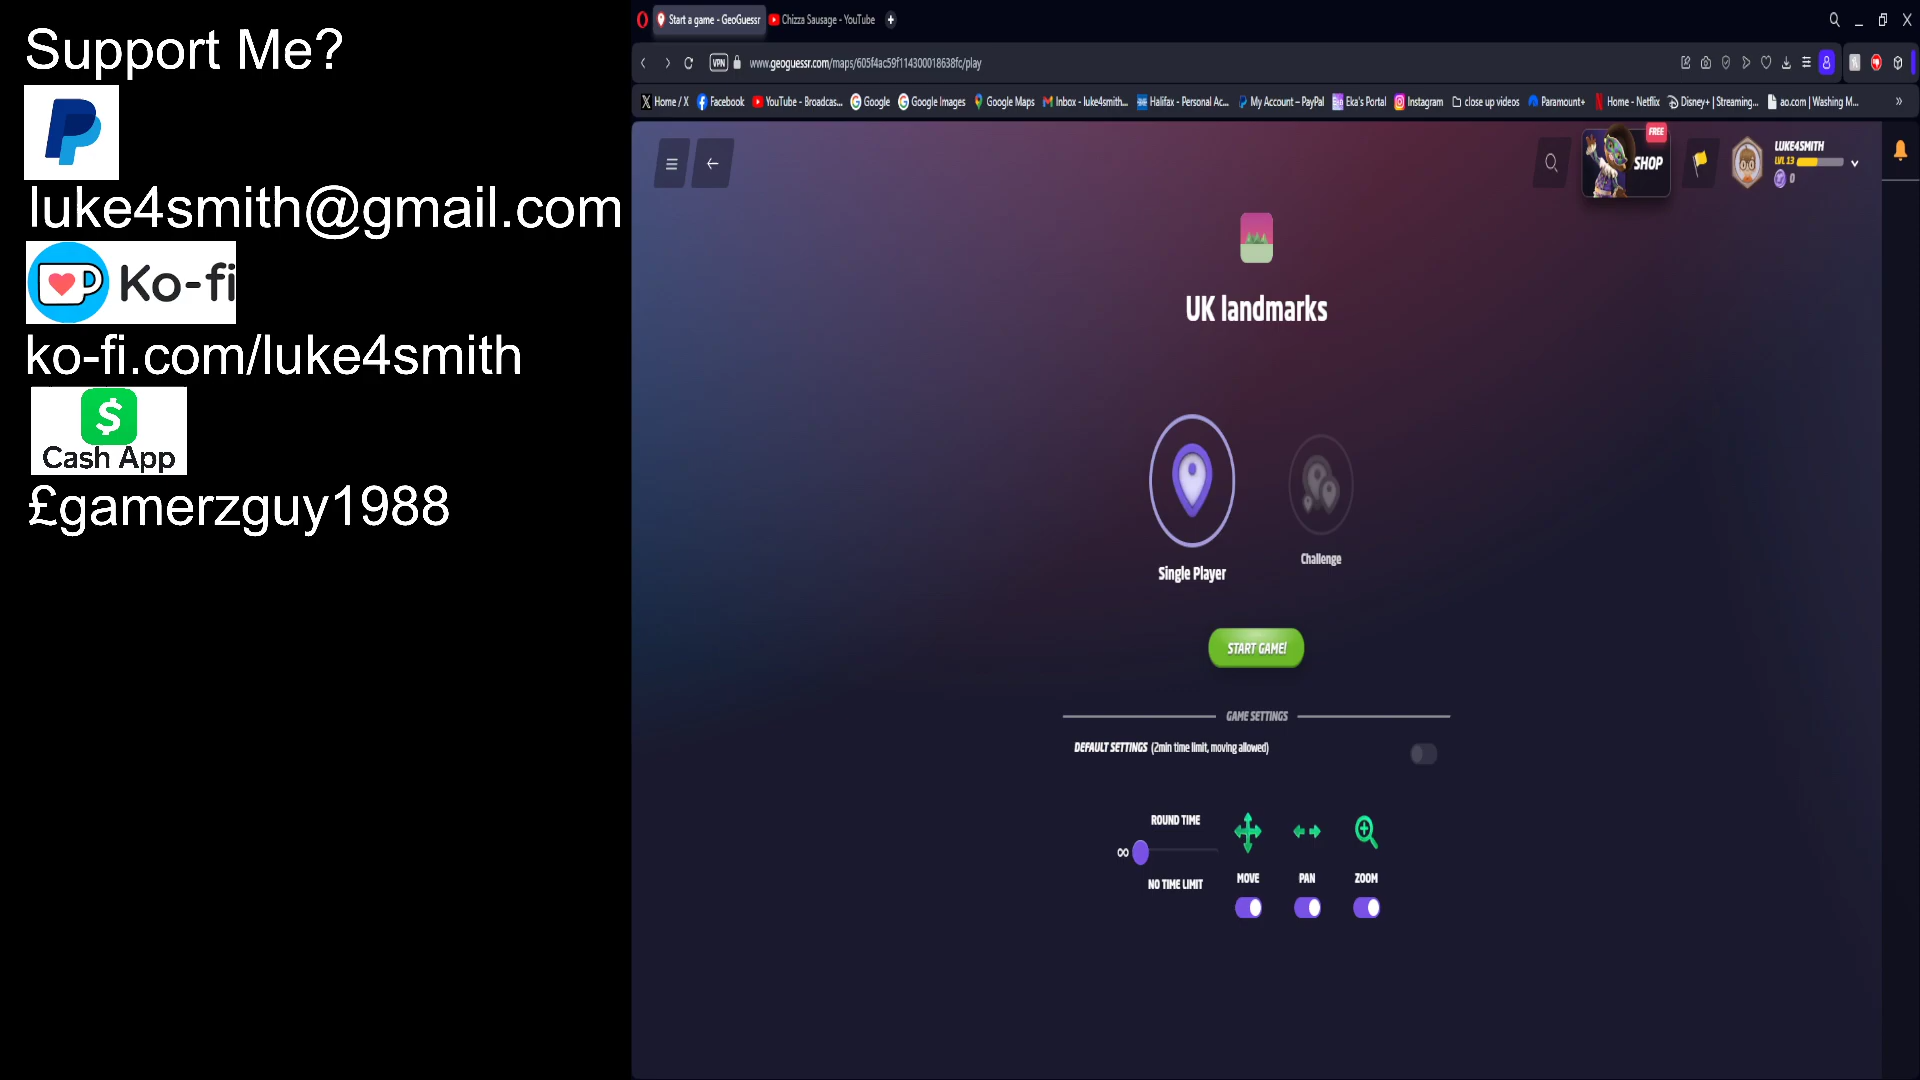 Support Me?
luke4smith@gmail.com
Ko-fi
ko-fi.com/luke4smith
$
Cash App
£gamerzguy1988
Start a game - GeoGuessr
Chizza Sausage - YouTube
VPN
www.geoguessr.com/maps/605f4ac59f114300018638fc/play
Home / X
Facebook
YouTube - Broadcas...
Google
Google Images
Google Maps
Inbox - luke4smith...
Halifax - Personal Ac...
My Account – PayPal
Eka's Portal
Instagram
close up videos
Paramount+
Home - Netflix
Disney+ | Streaming...
ao.com | Washing M...
FREE
SHOP
LUKE4SMITH
LVL 13
0
UK landmarks
Single Player
Challenge
START GAME!
GAME SETTINGS
DEFAULT SETTINGS (2min time limit, moving allowed)
ROUND TIME
∞
NO TIME LIMIT
MOVE
PAN
ZOOM